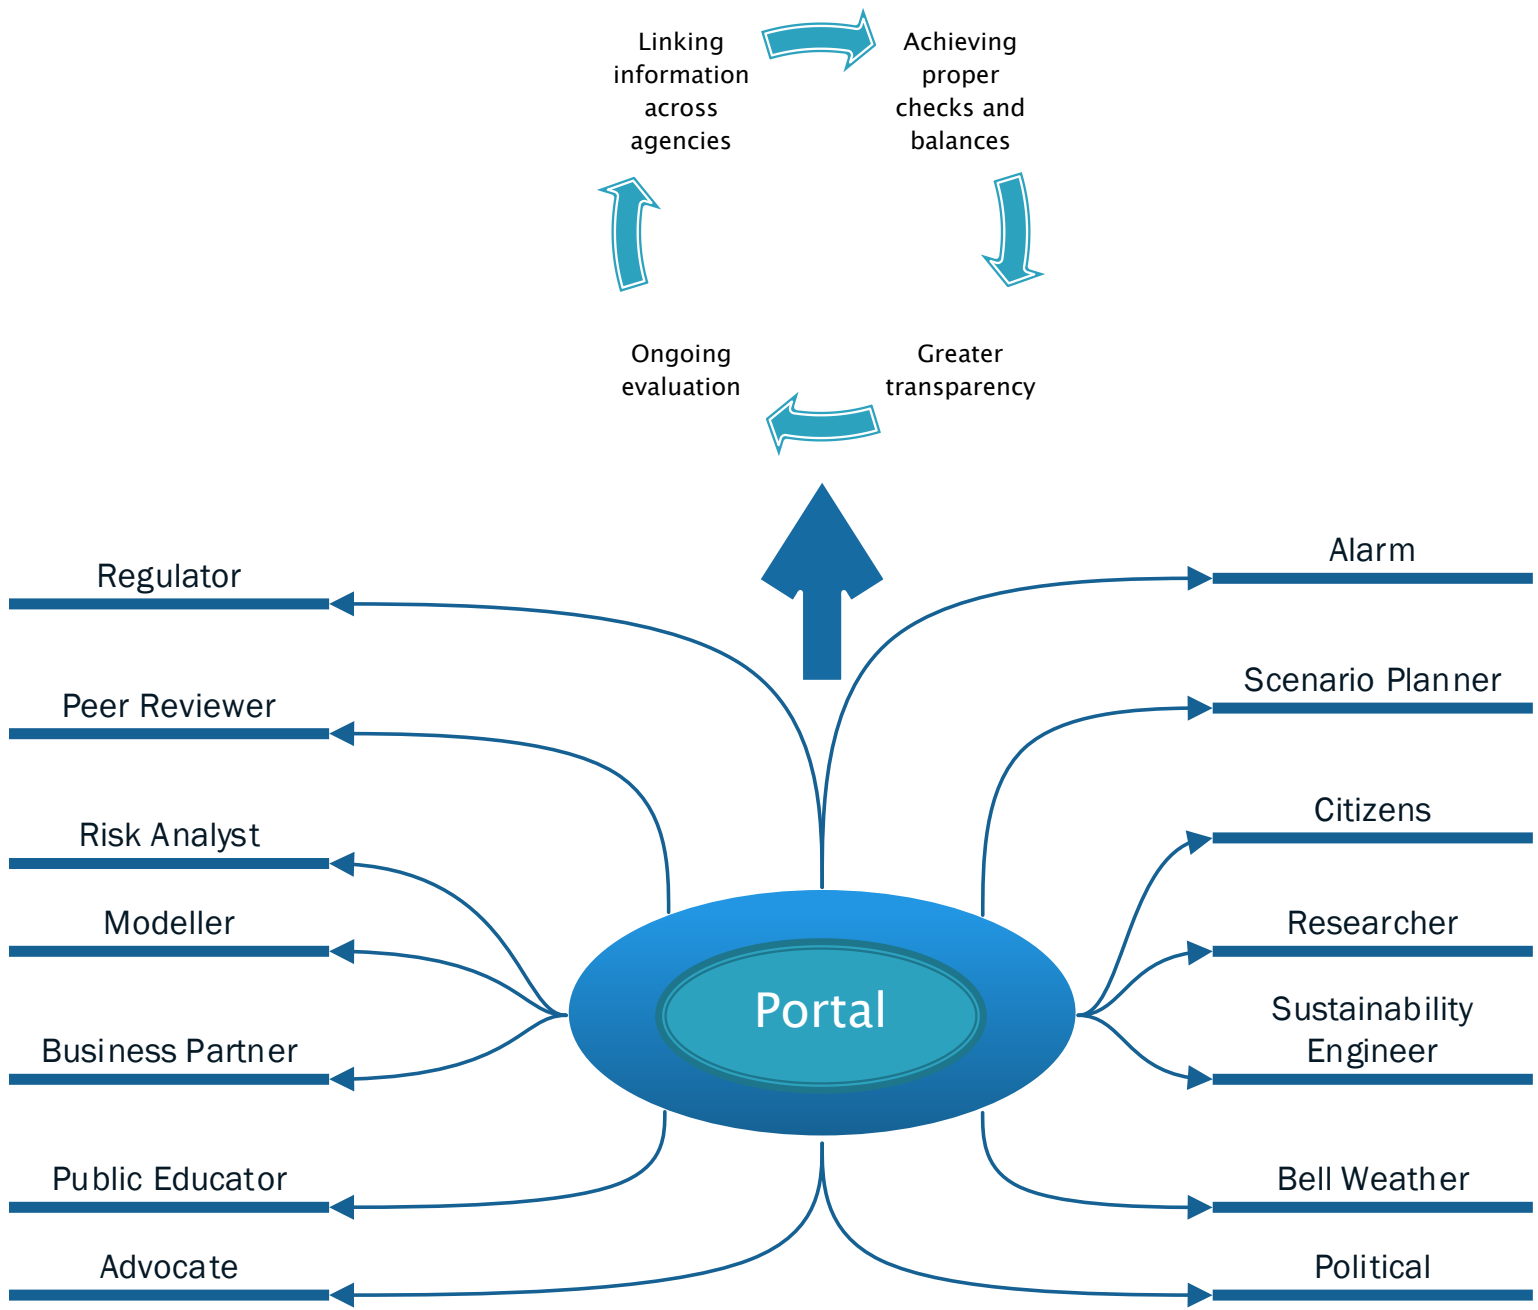 Linking
information
across
agencies
Achieving
proper
checks and
balances
Ongoing
evaluation
Greater
transparency
Regulator
Peer Reviewer
Risk Analyst
Modeller
Business Partner
Public Educator
Advocate
Portal
Alarm
Scenario Planner
Citizens
Researcher
Sustainability
Engineer
Bell Weather
Political